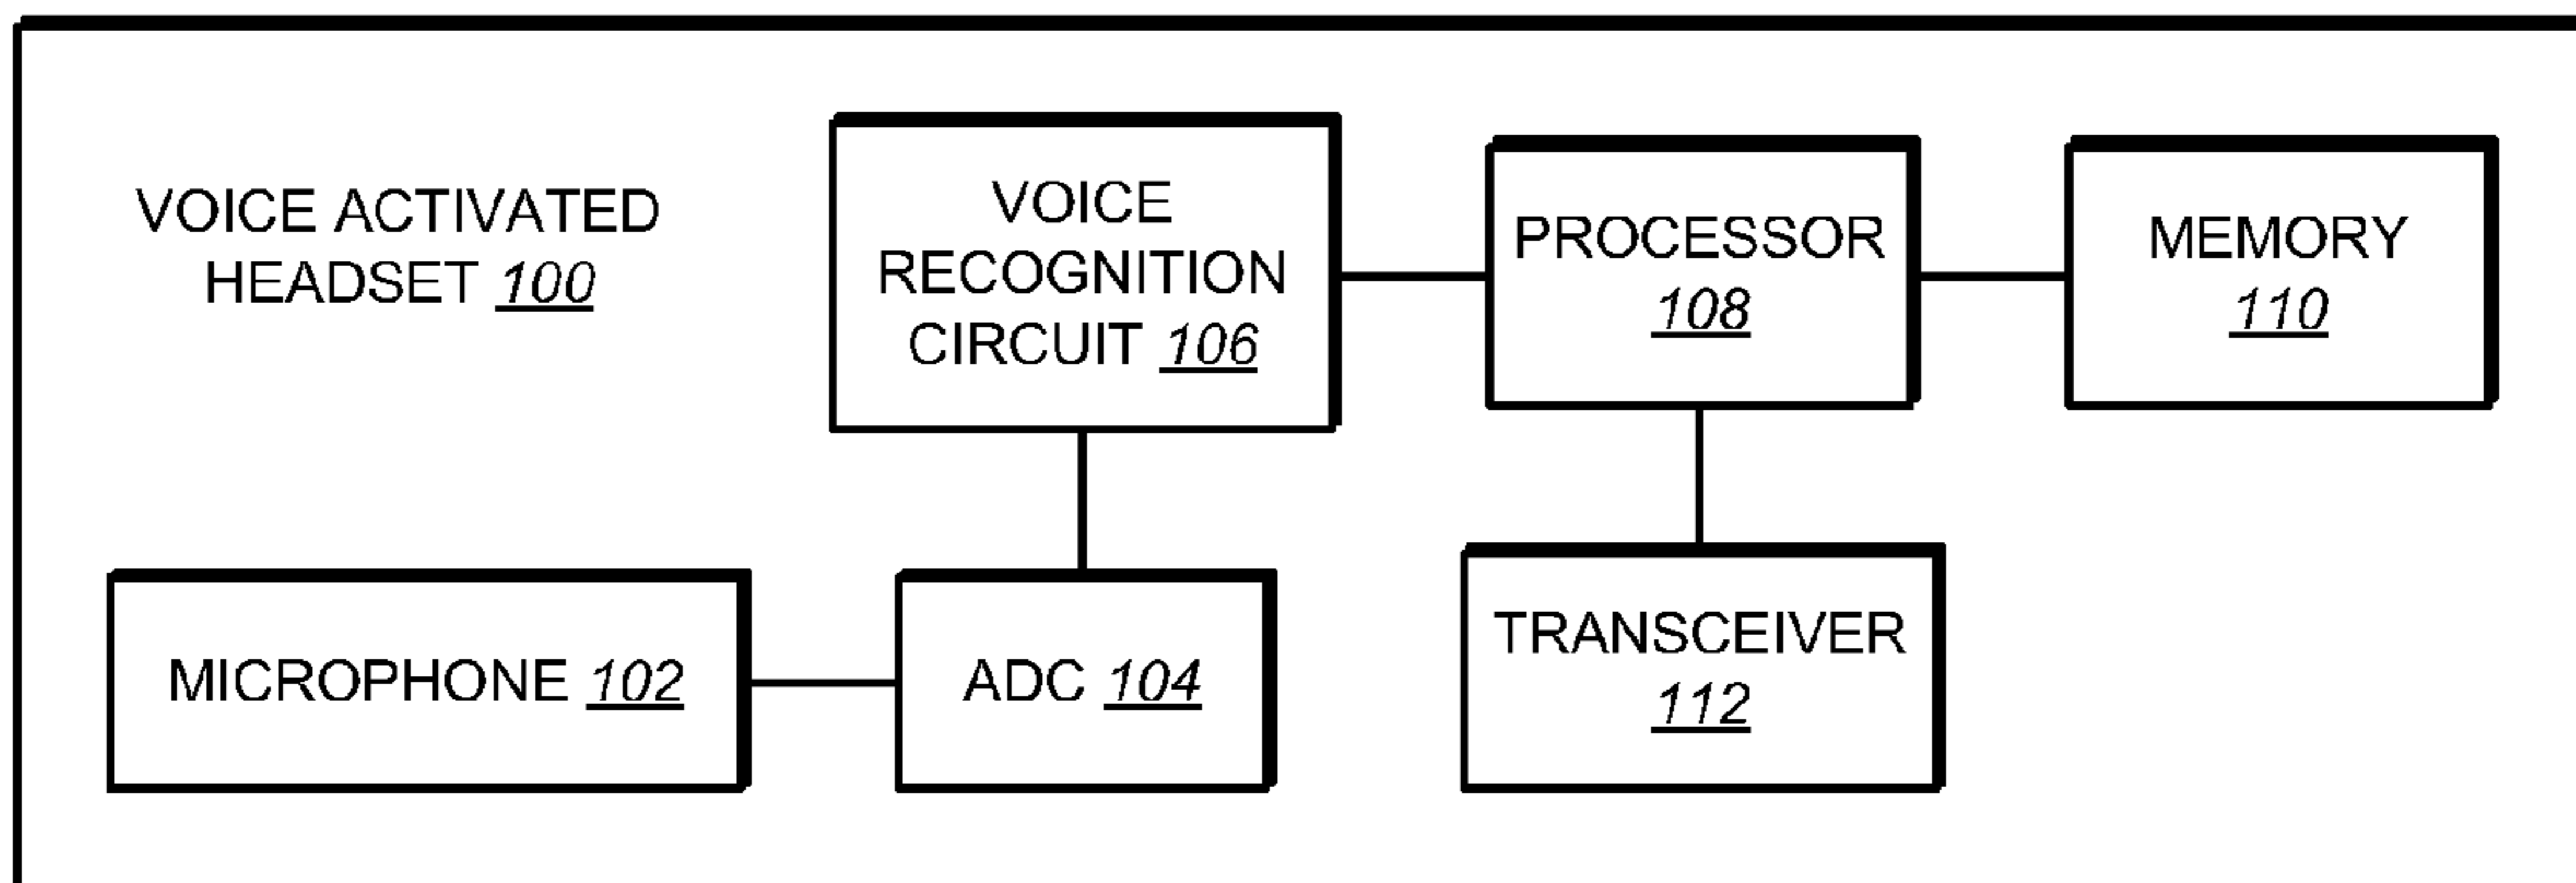 VOICE ACTIVATED
HEADSET 100
VOICE
RECOGNITION
CIRCUIT 106
PROCESSOR
108
MEMORY
110
MICROPHONE 102
ADC 104
TRANSCEIVER
112